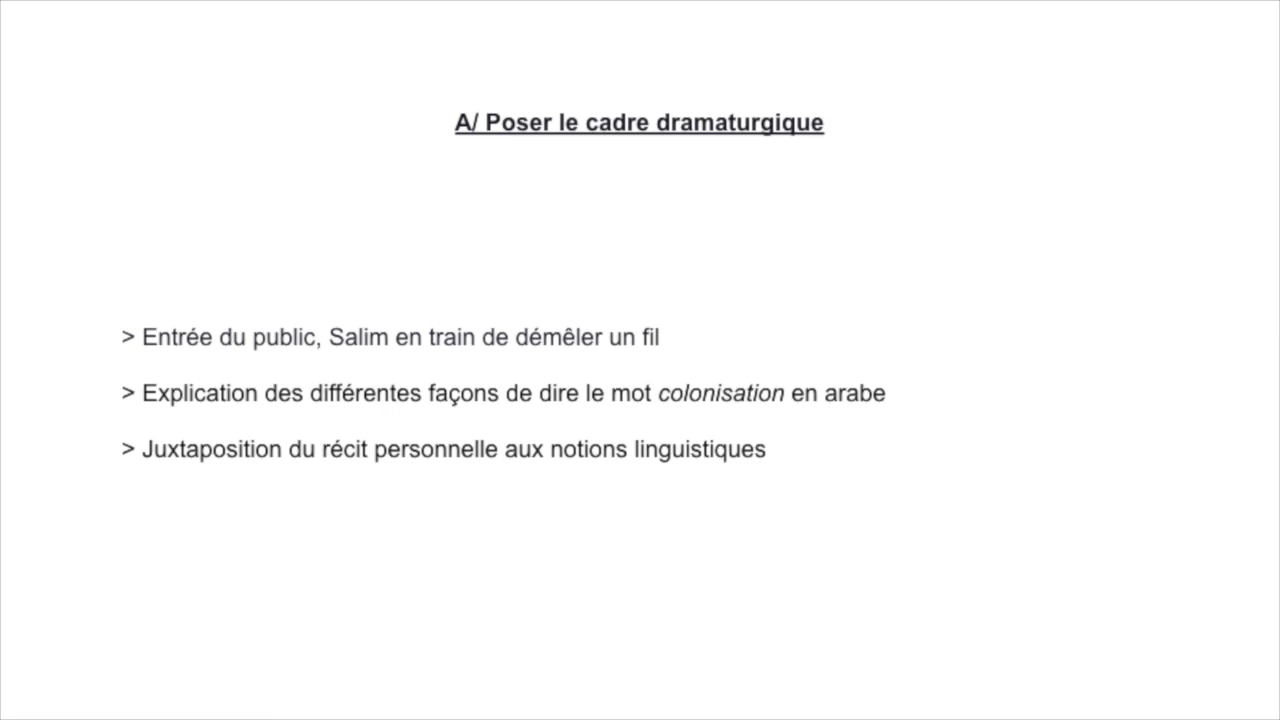 A/ Poser le cadre dramaturgique
> Entrée du public, Salim en train de démêler un fil
> Explication des différentes façons de dire le mot colonisation en arabe
> Juxtaposition du récit personnelle aux notions linguistiques